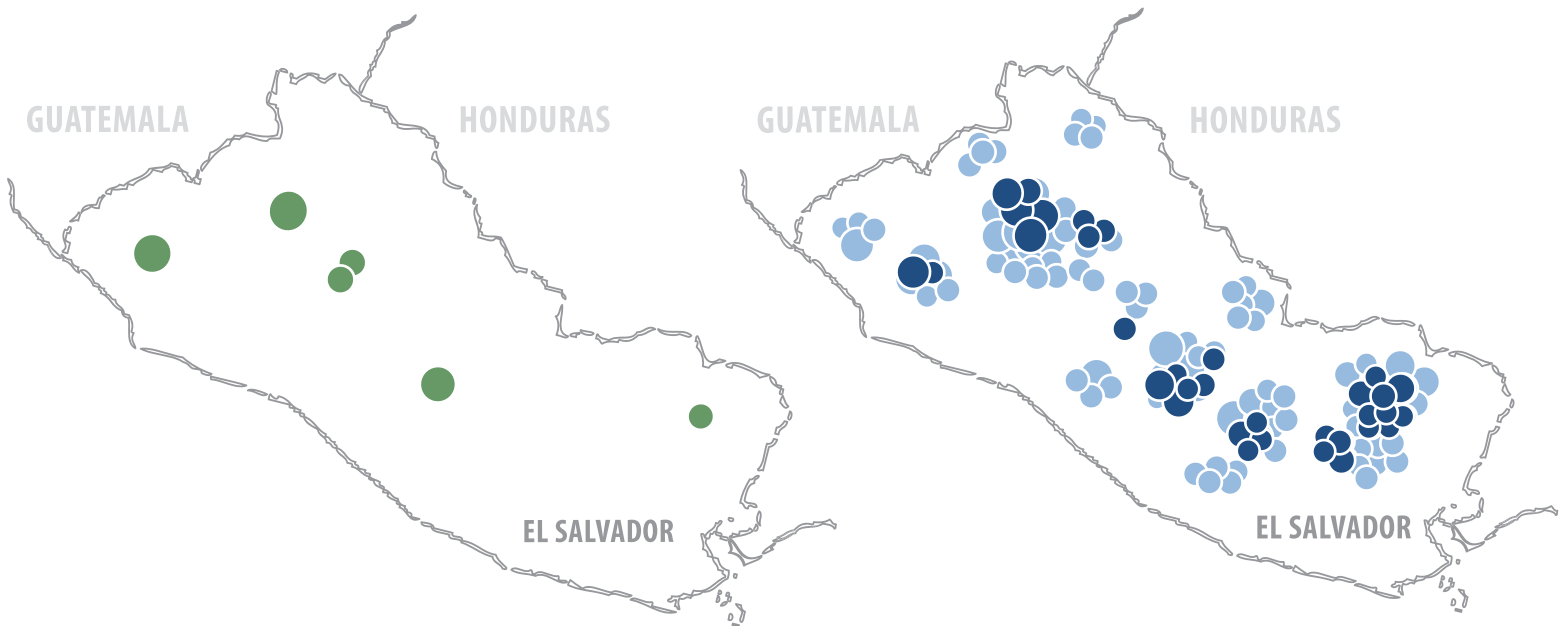 GUATEMALA
HONDURAS
EL SALVADOR
GUATEMALA
HONDURAS
EL SALVADOR